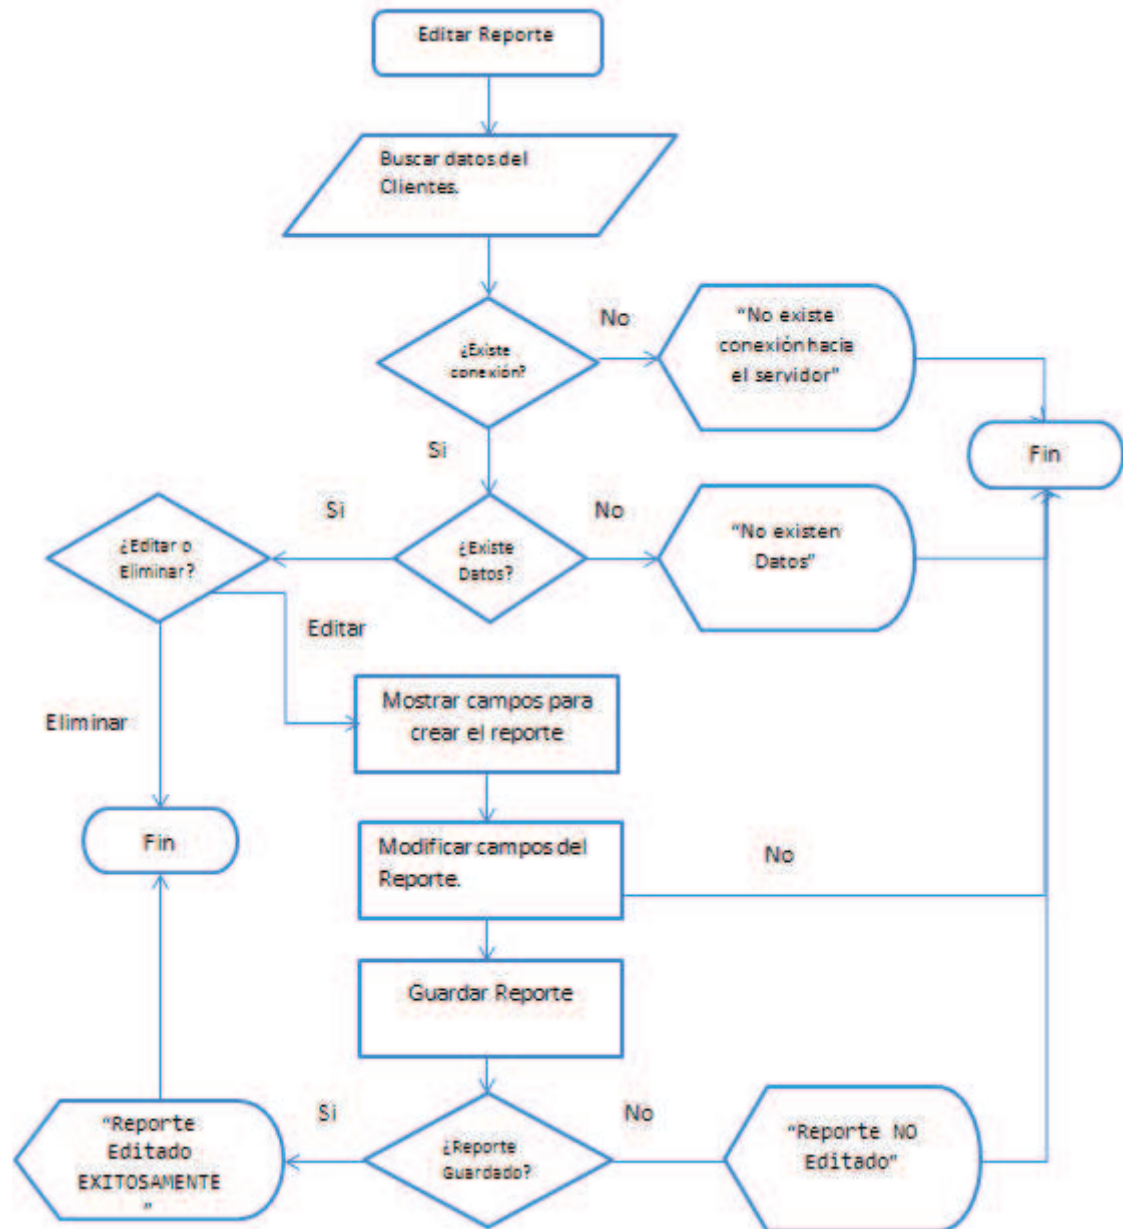 Editar Reporte
Buscar datos del
Clientes.
¿Existe
conexión?
No
"No existe
conexión hacia
el servidor"
Fin
Si
¿Existe
Datos?
No
"No existen
Datos"
Si
¿Editar o
Eliminar?
Editar
Eliminar
Mostrar campos para
crear el reporte
Fin
Modificar campos del
Reporte.
No
Guardar Reporte
¿Reporte
Guardado?
Si
"Reporte
Editado
EXITOSAMENTE
"
No
"Reporte NO
Editado"